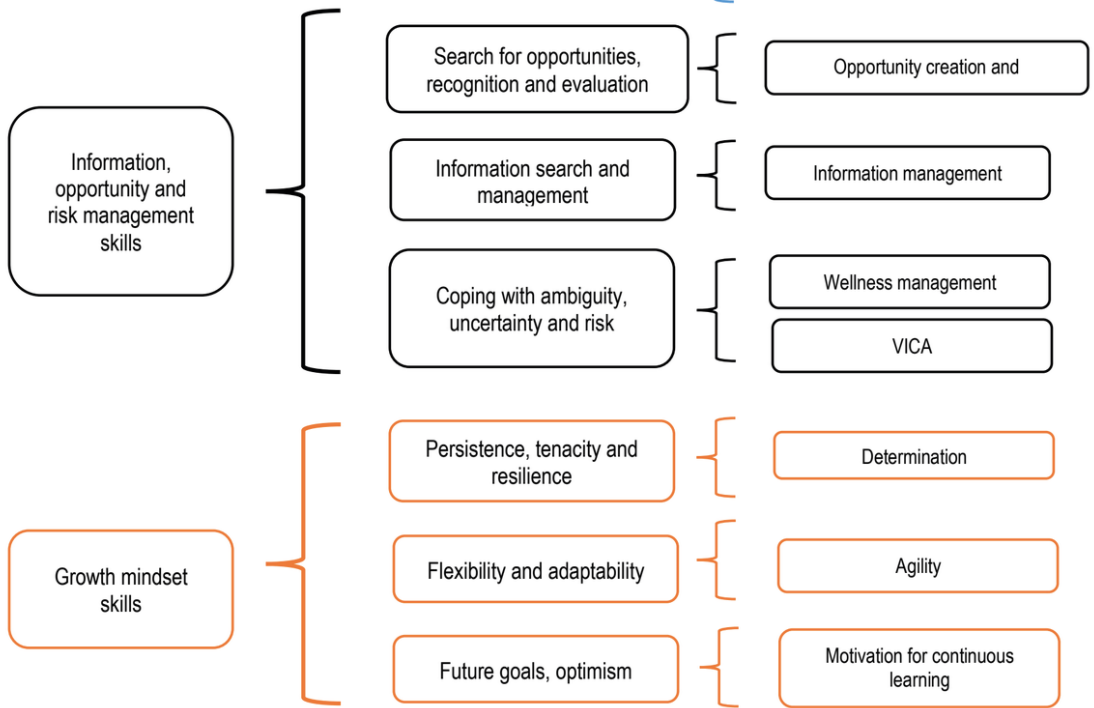 Information,
opportunity and
risk management
skills
Search for opportunities,
recognition and evaluation
Opportunity creation and
Information search and
management
Information management
Coping with ambiguity,
uncertainty and risk
Wellness management
VICA
Growth mindset
skills
Persistence, tenacity and
resilience
Determination
Flexibility and adaptability
Agility
Future goals, optimism
Motivation for continuous
learning